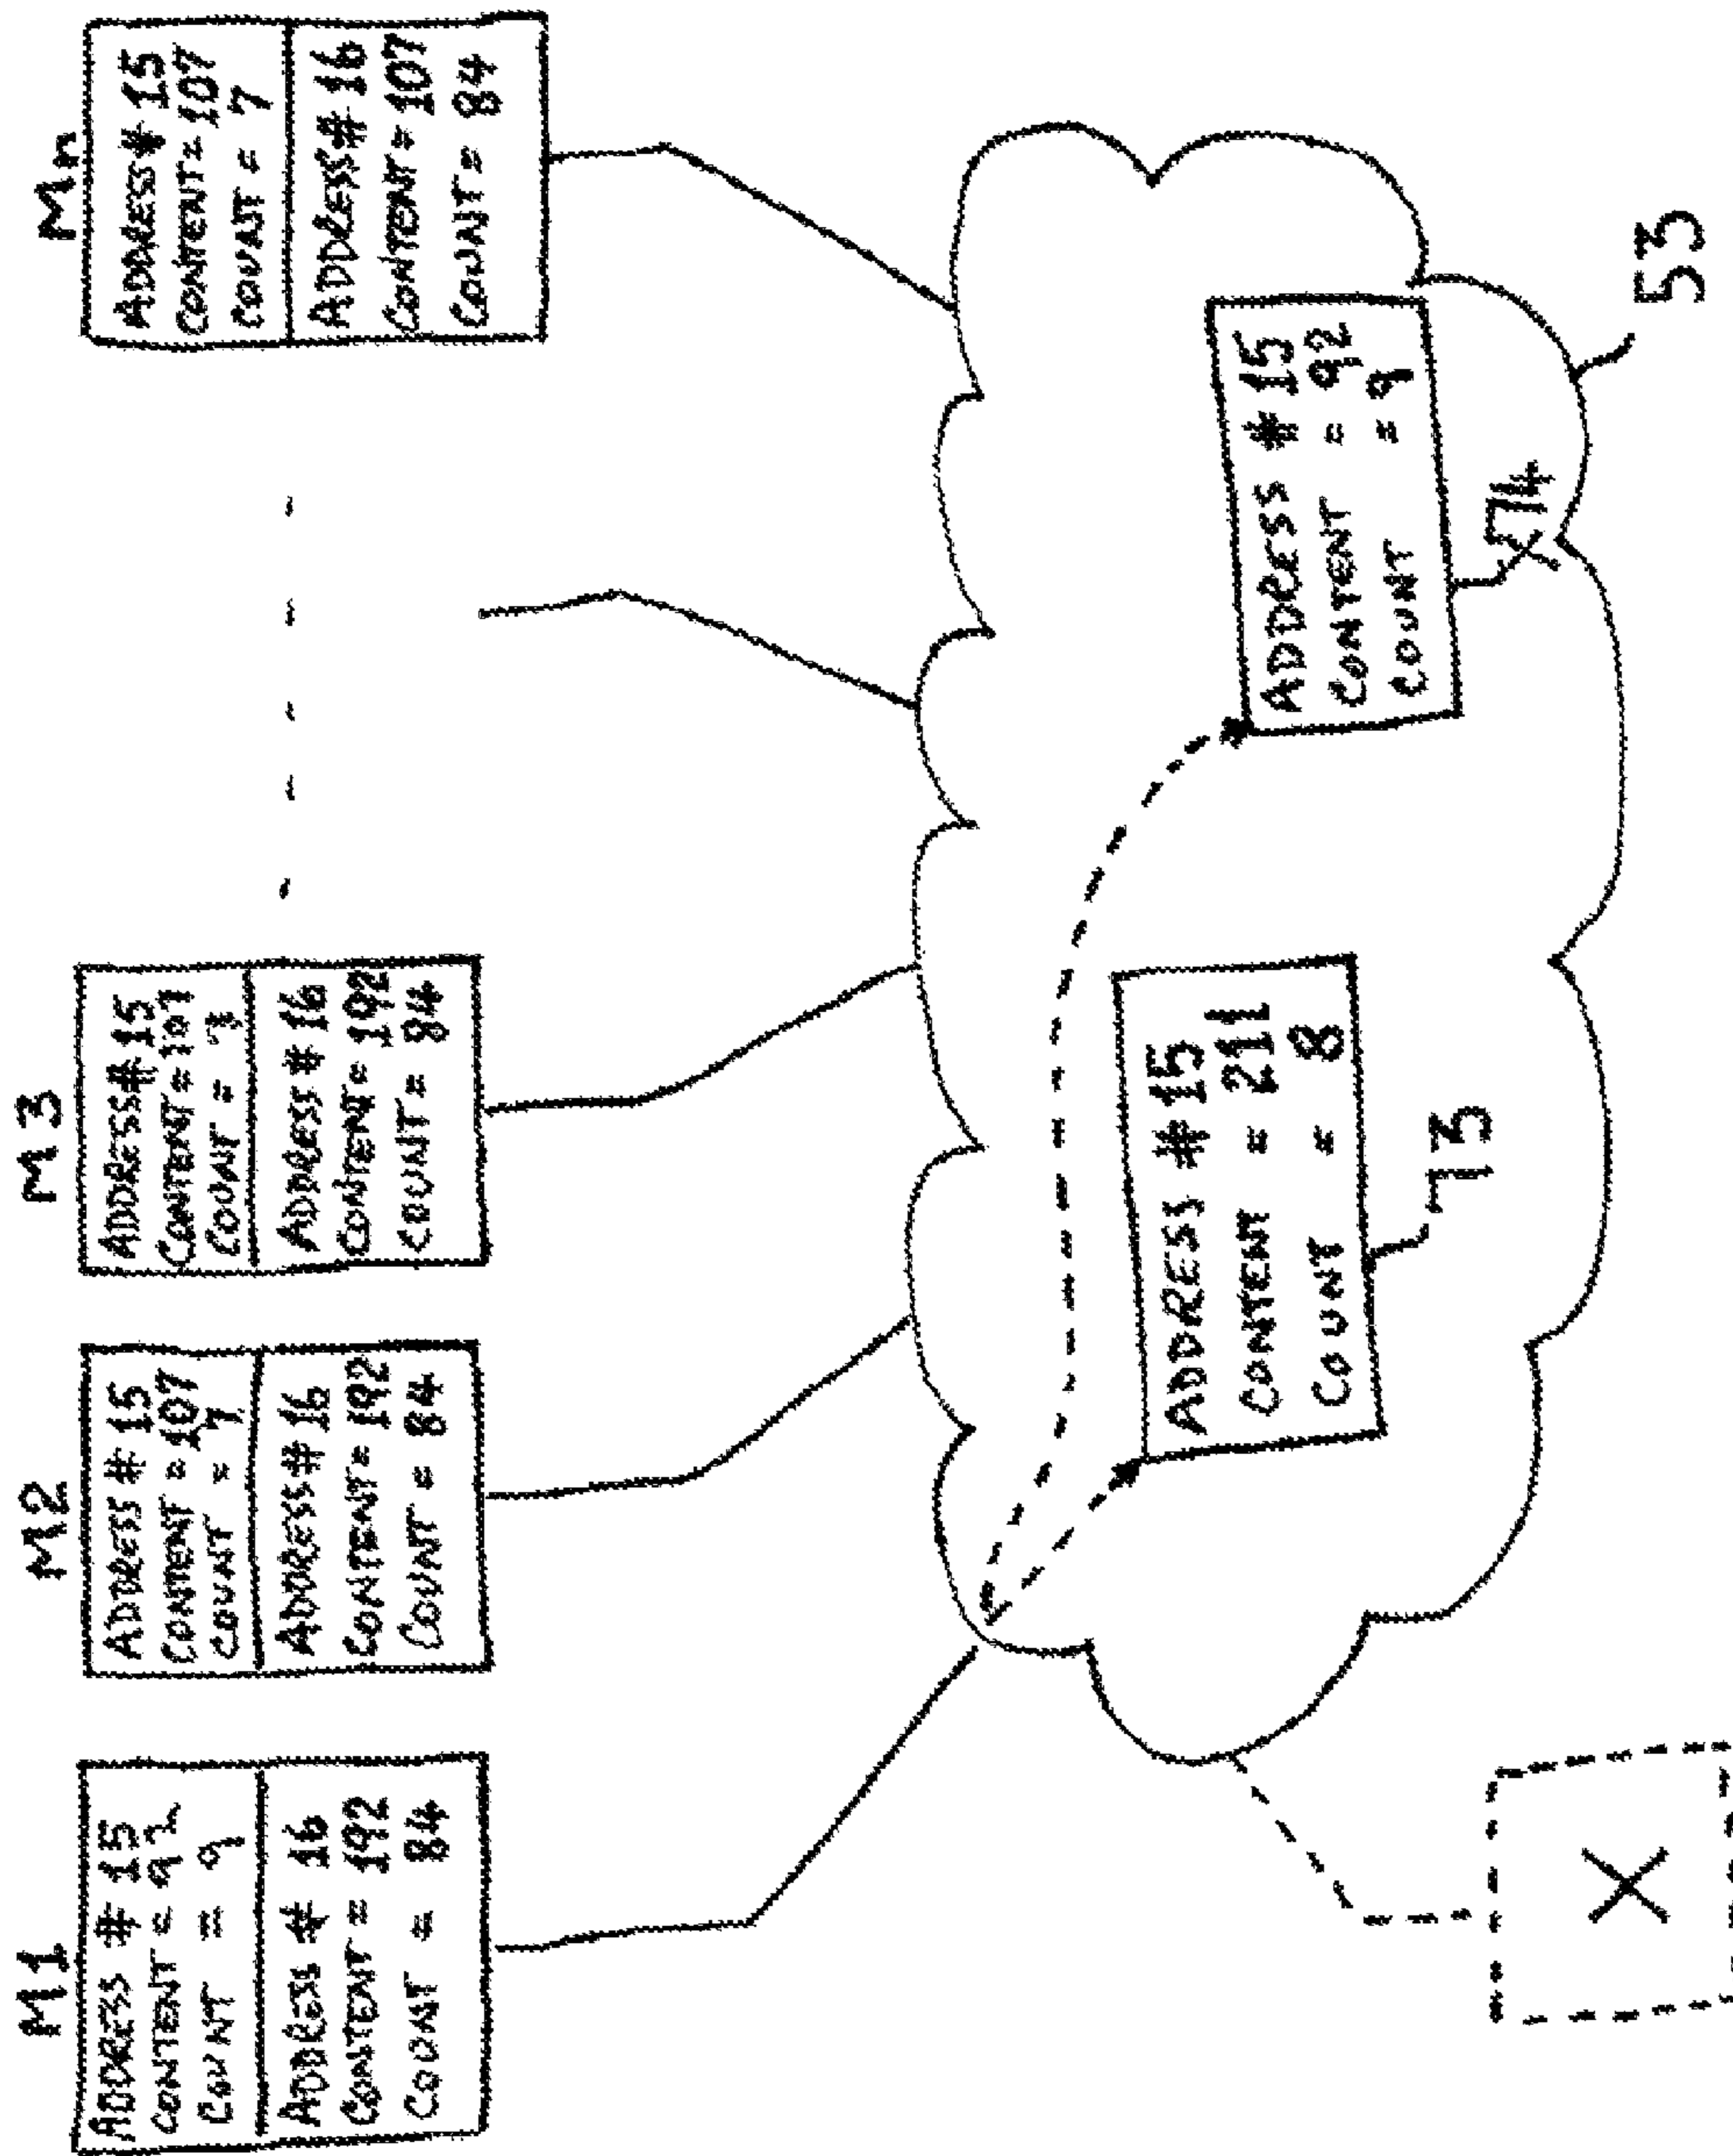 M1
ADDRESS # 15
CONTENT = 92
COUNT = 9
ADDRESS # 16
CONTENT = 192
COUNT = 84
M2
ADDRESS # 15
CONTENT = 107
COUNT = 7
ADDRESS # 16
CONTENT = 192
COUNT = 84
M3
ADDRESS # 15
CONTENT = 107
COUNT = 7
ADDRESS # 16
CONTENT = 192
COUNT = 84
Mn
ADDRESS # 15
CONTENT = 107
COUNT = 7
ADDRESS # 16
CONTENT = 107
COUNT = 84
ADDRESS # 15
CONTENT = 211
COUNT = 8
73
ADDRESS # 15
CONTENT = 92
COUNT = 9
74
53
X